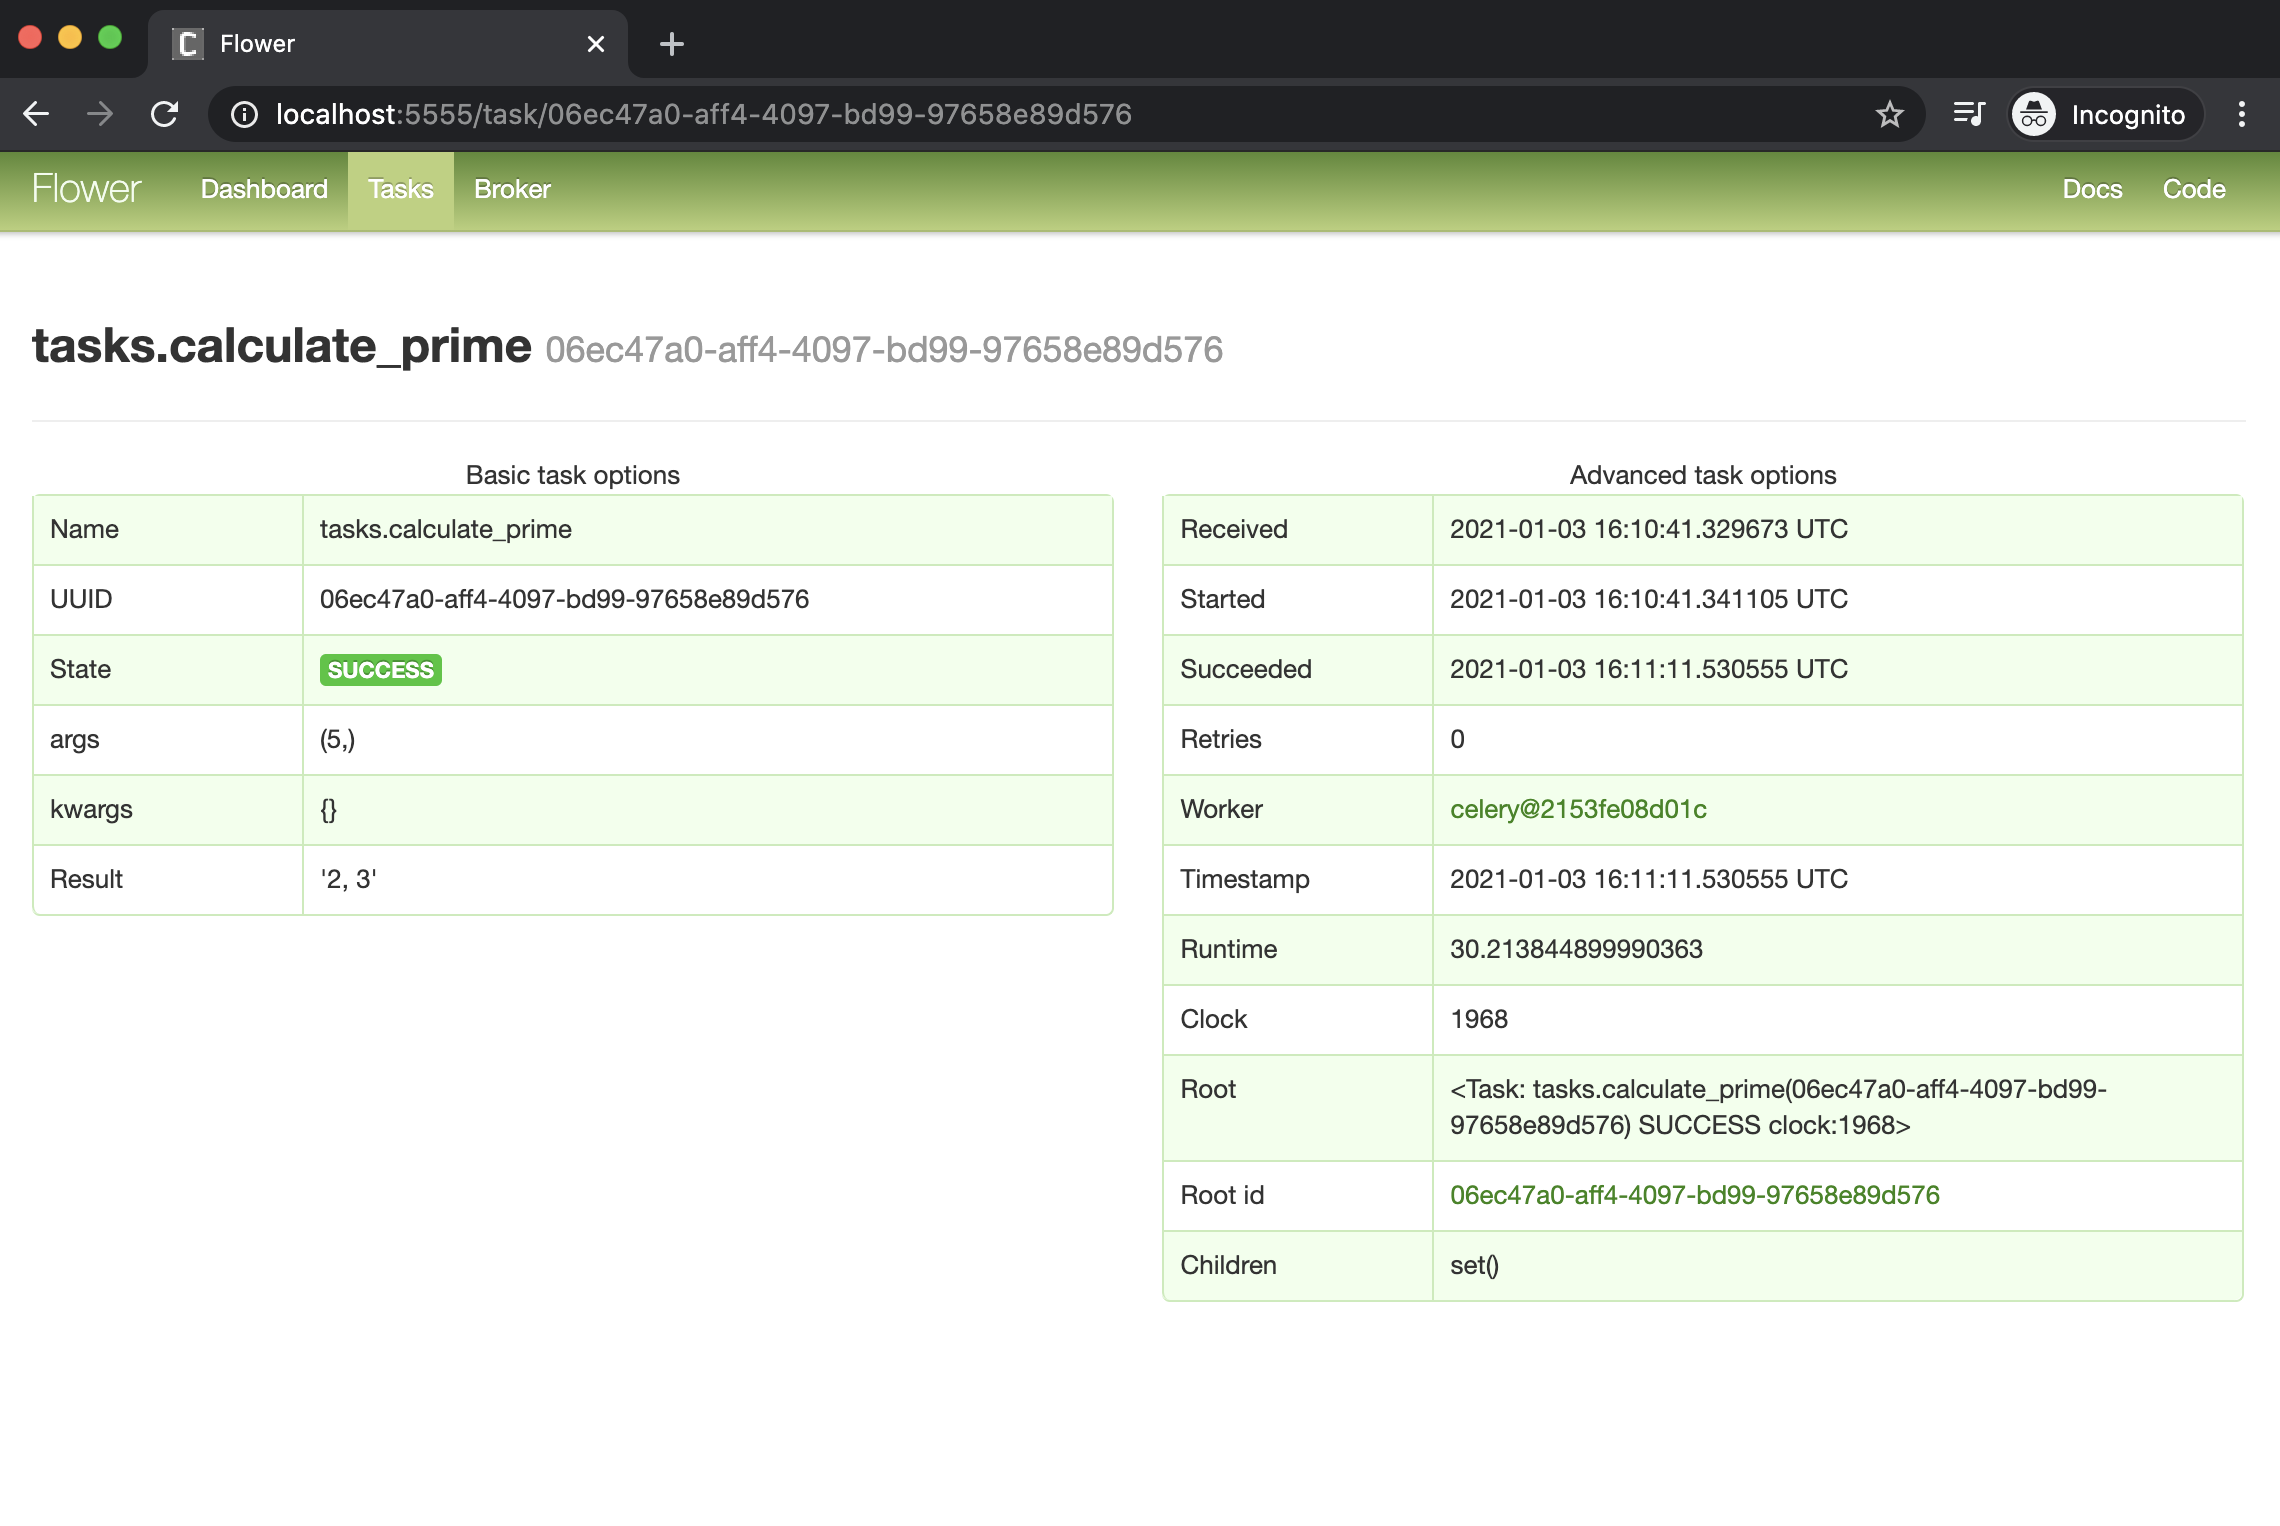 Flower
localhost:5555/task/06ec47a0-aff4-4097-bd99-97658e89d576
Incognito
Flower Dashboard Tasks Broker Docs Code
tasks.calculate_prime 06ec47a0-aff4-4097-bd99-97658e89d576
Basic task options
Name tasks.calculate_prime
UUID 06ec47a0-aff4-4097-bd99-97658e89d576
State SUCCESS
args (5,)
kwargs {}
Result '2, 3'
Advanced task options
Received 2021-01-03 16:10:41.329673 UTC
Started 2021-01-03 16:10:41.341105 UTC
Succeeded 2021-01-03 16:11:11.530555 UTC
Retries 0
Worker celery@2153fe08d01c
Timestamp 2021-01-03 16:11:11.530555 UTC
Runtime 30.213844899990363
Clock 1968
Root <Task: tasks.calculate_prime(06ec47a0-aff4-4097-bd99-
97658e89d576) SUCCESS clock:1968>
Root id 06ec47a0-aff4-4097-bd99-97658e89d576
Children set()